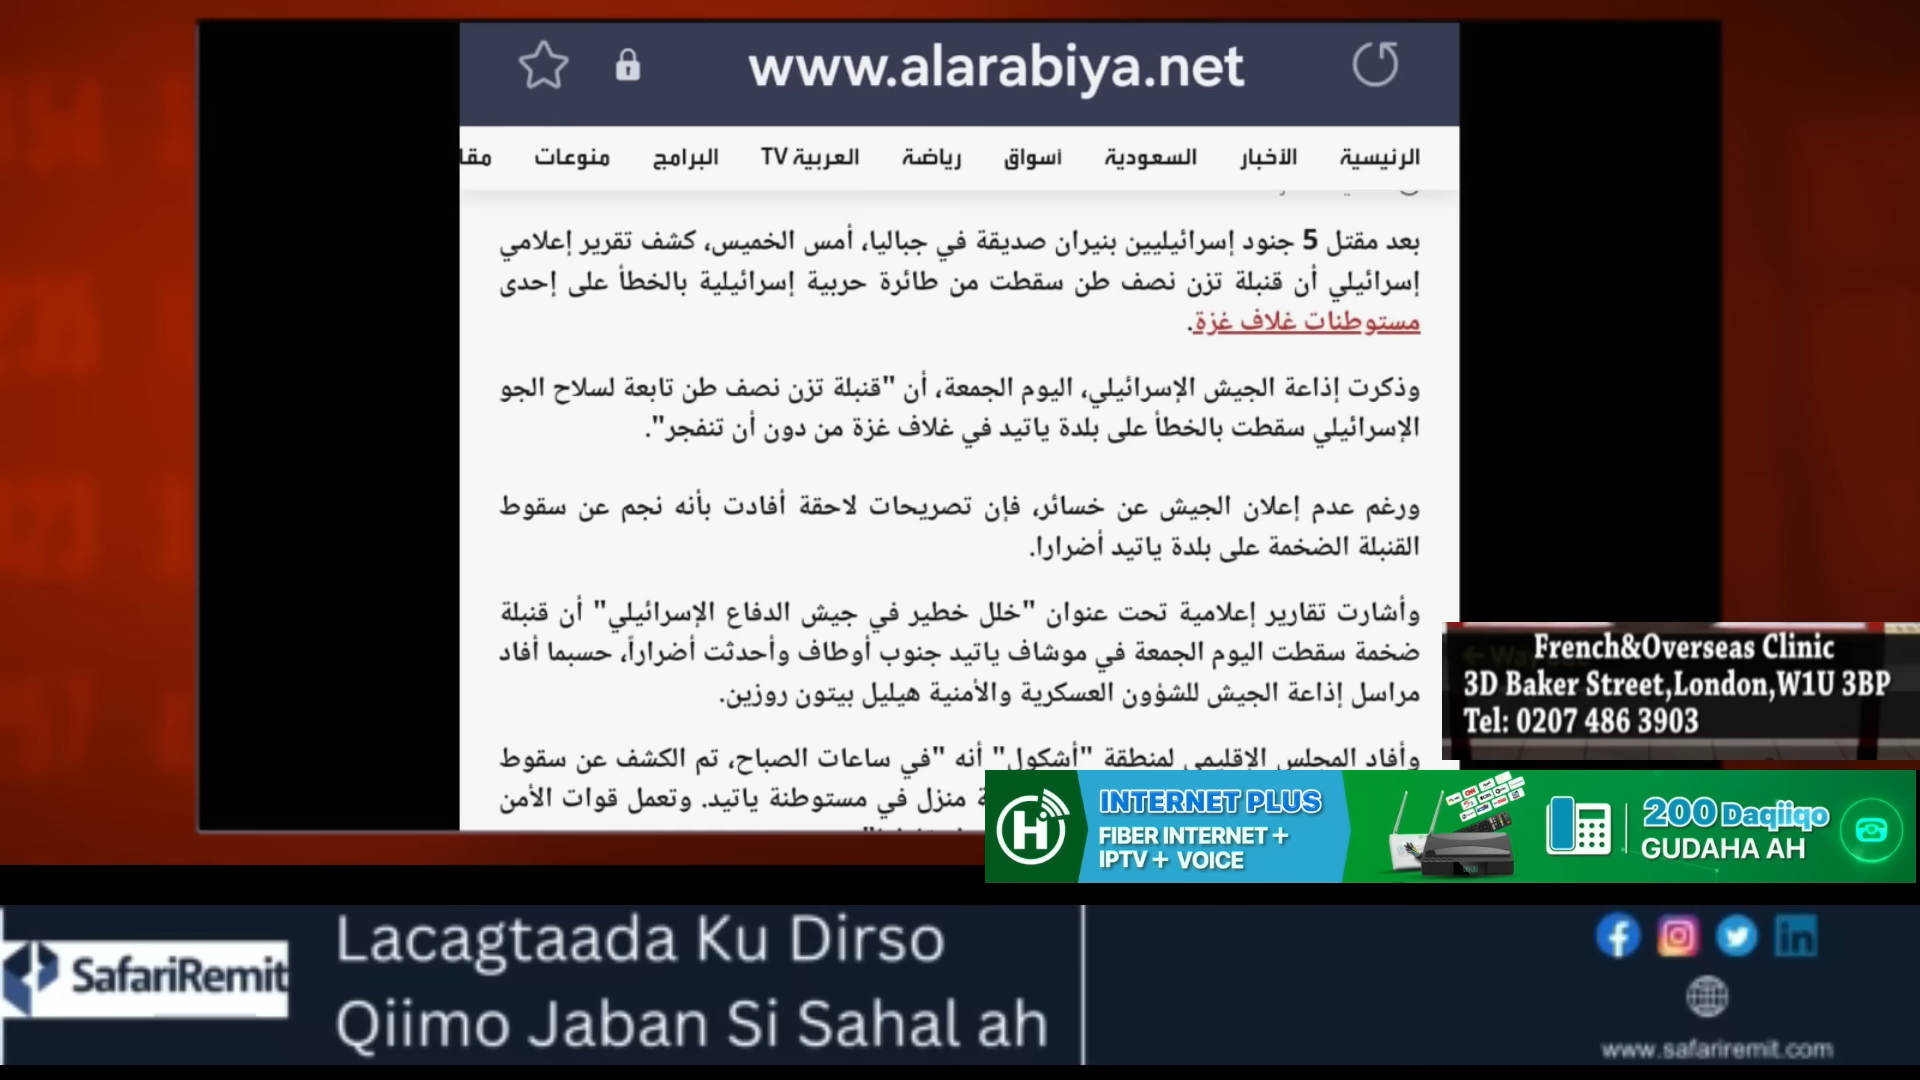 www.alarabiya.net
الرئيسية الأخبار السعودية أسواق رياضة العربية TV البرامج منوعات
بعد مقتل 5 جنود إسرائيليين بنيران صديقة في جباليا، أمس الخميس، كشف تقرير إعلامي
إسرائيلي أن قنبلة تزن نصف طن سقطت من طائرة حربية إسرائيلية بالخطأ على إحدى
مستوطنات غلاف غزة.
وذكرت إذاعة الجيش الإسرائيلي، اليوم الجمعة، أن "قنبلة تزن نصف طن تابعة لسلاح الجو
الإسرائيلي سقطت بالخطأ على بلدة ياتيد في غلاف غزة من دون أن تنفجر".
ورغم عدم إعلان الجيش عن خسائر، فإن تصريحات لاحقة أفادت بأنه نجم عن سقوط
القنبلة الضخمة على بلدة ياتيد أضرارا.
وأشارت تقارير إعلامية تحت عنوان "خلل خطير في جيش الدفاع الإسرائيلي" أن قنبلة
ضخمة سقطت اليوم الجمعة في موشاف ياتيد جنوب أوطاف وأحدثت أضراراً، حسبما أفاد
مراسل إذاعة الجيش للشؤون العسكرية والأمنية هيليل بيتون روزين.
وأفاد المجلس الإقليمي لمنطقة "أشكول" أنه "في ساعات الصباح، تم الكشف عن سقوط
منزل في مستوطنة ياتيد. وتعمل قوات الأمن
French&Overseas Clinic
3D Baker Street,London,W1U 3BP
Tel: 0207 486 3903
H
INTERNET PLUS
FIBER INTERNET +
IPTV + VOICE
200 Daqiiqo
GUDAHA AH
SafariRemit
Lacagtaada Ku Dirso
Qiimo Jaban Si Sahal ah
www.safariremit.com